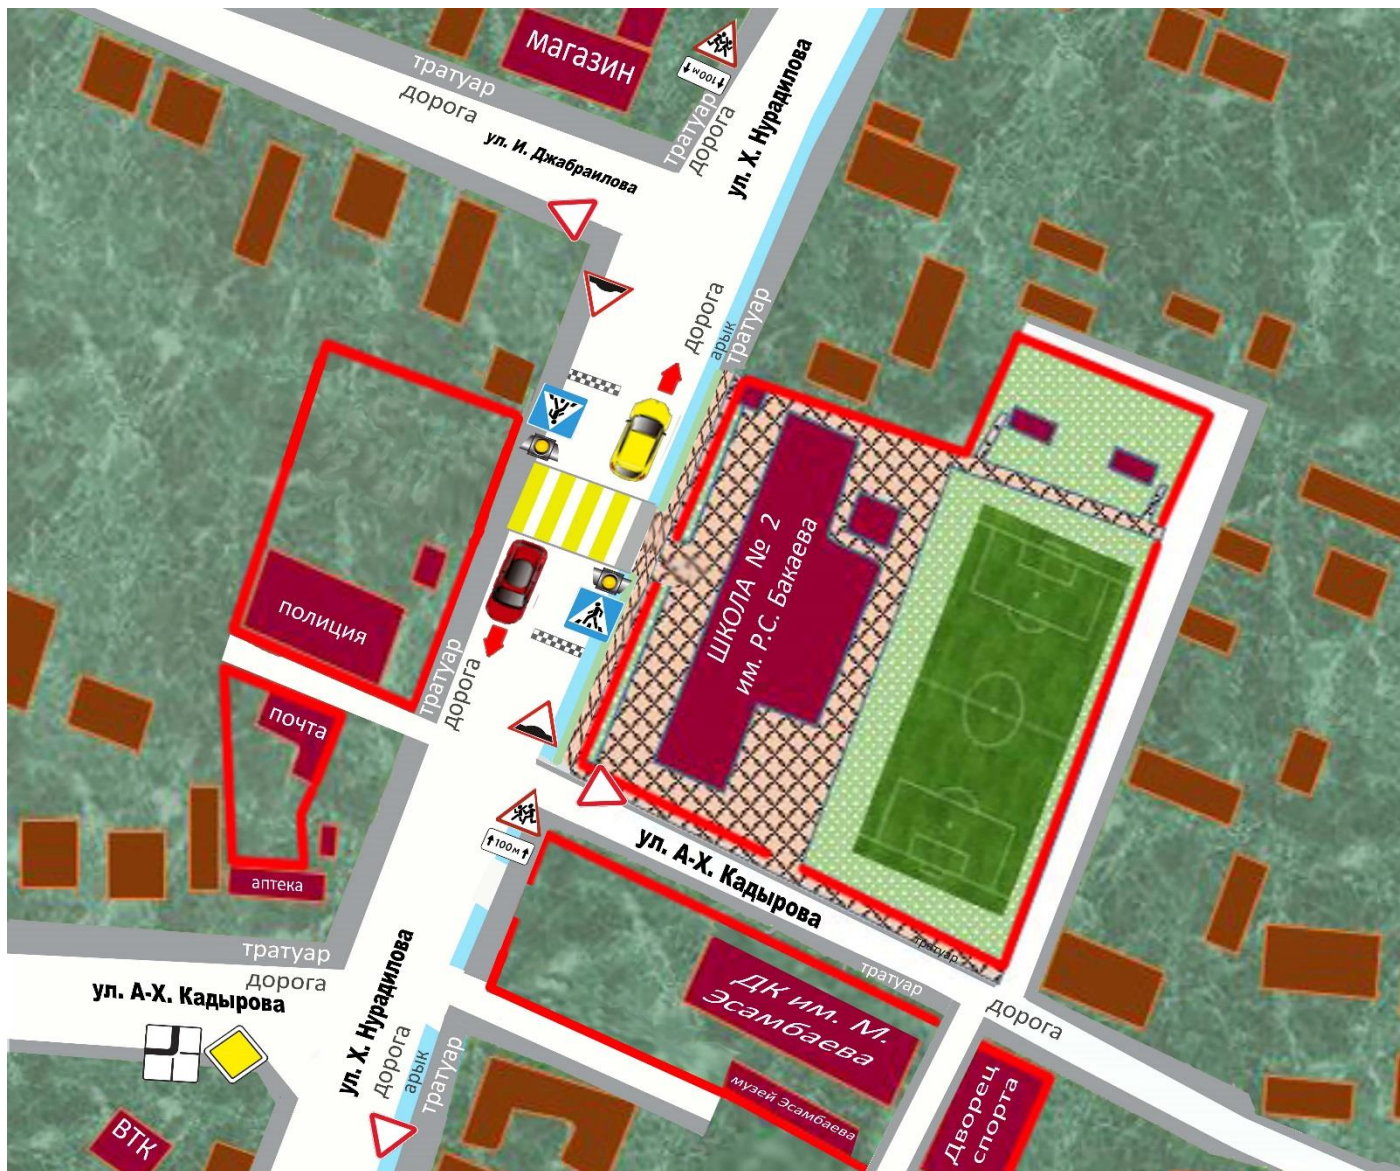 магазин
100м
тратуар
дорога
тратуар
дорога
ул. Х. Нурадилова
ул. И. Джабраилова
дорога
арык
тратуар
ШКОЛА № 2
им. Р.С. Бакаева
полиция
тратуар
дорога
почта
100м
аптека
ул. А-Х. Кадырова
тратуар
тратуар
дорога
тратуар
дорога
ул. А-Х. Кадырова
ул. Х. Нурадилова
дорога
арык
тратуар
ДК им. М.
Эсамбаева
музей Эсамбаева
Дворец
спорта
ВТК